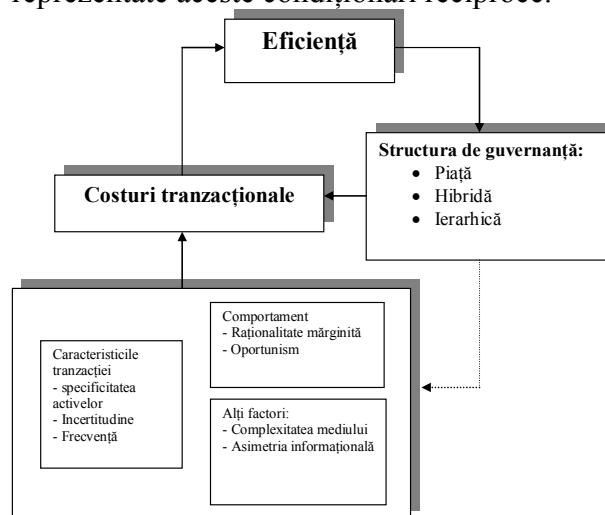 reprezentate aceste condiționări reciproce.
Eficiență
Structura de guvernanță:
• Piață
• Hibridă
• Ierarhică
Costuri tranzacționale
Comportament
- Raționalitate mărginită
- Oportunism
Caracteristicile
tranzacției
- specificitatea
activelor
- Incertitudine
- Frecvență
Alți factori:
- Complexitatea mediului
- Asimetria informațională